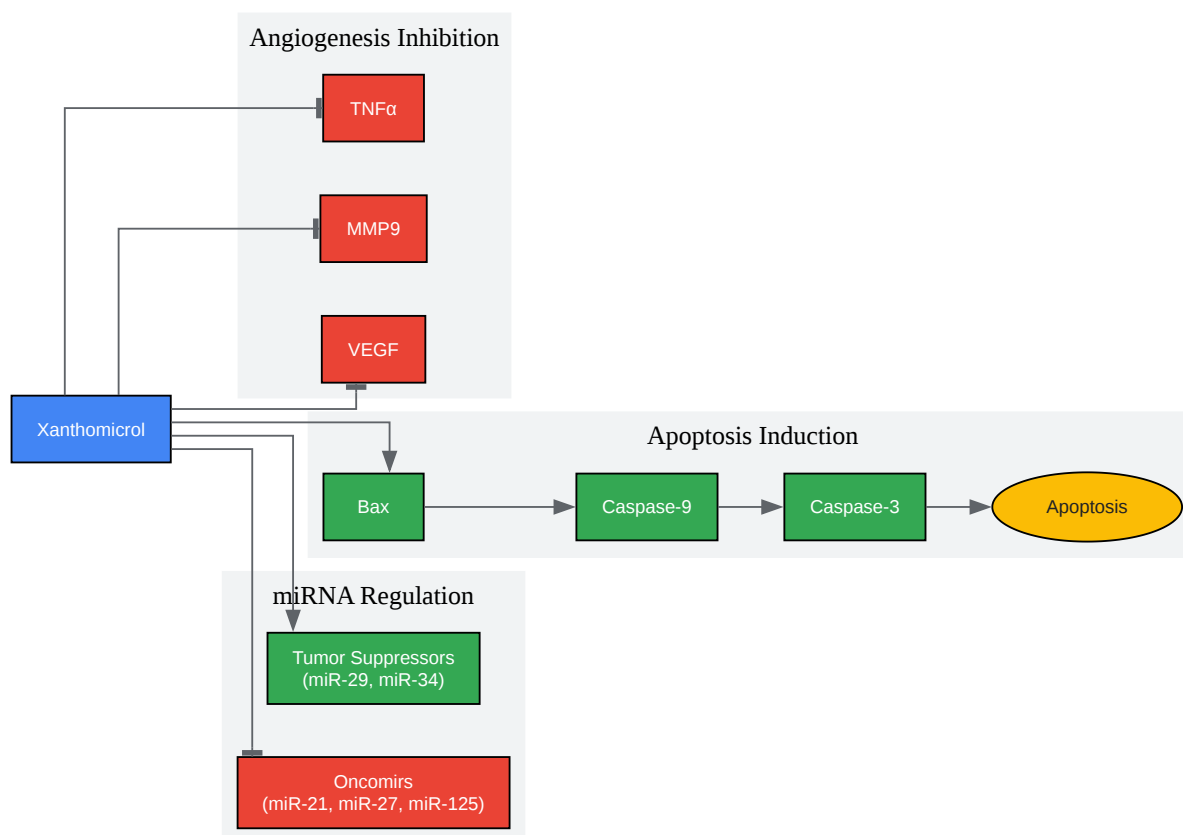 Angiogenesis Inhibition
TNFα
MMP9
VEGF
Xanthomicrol
Apoptosis Induction
Bax
Caspase-9
Caspase-3
Apoptosis
miRNA Regulation
Tumor Suppressors
(miR-29, miR-34)
Oncomirs
(miR-21, miR-27, miR-125)